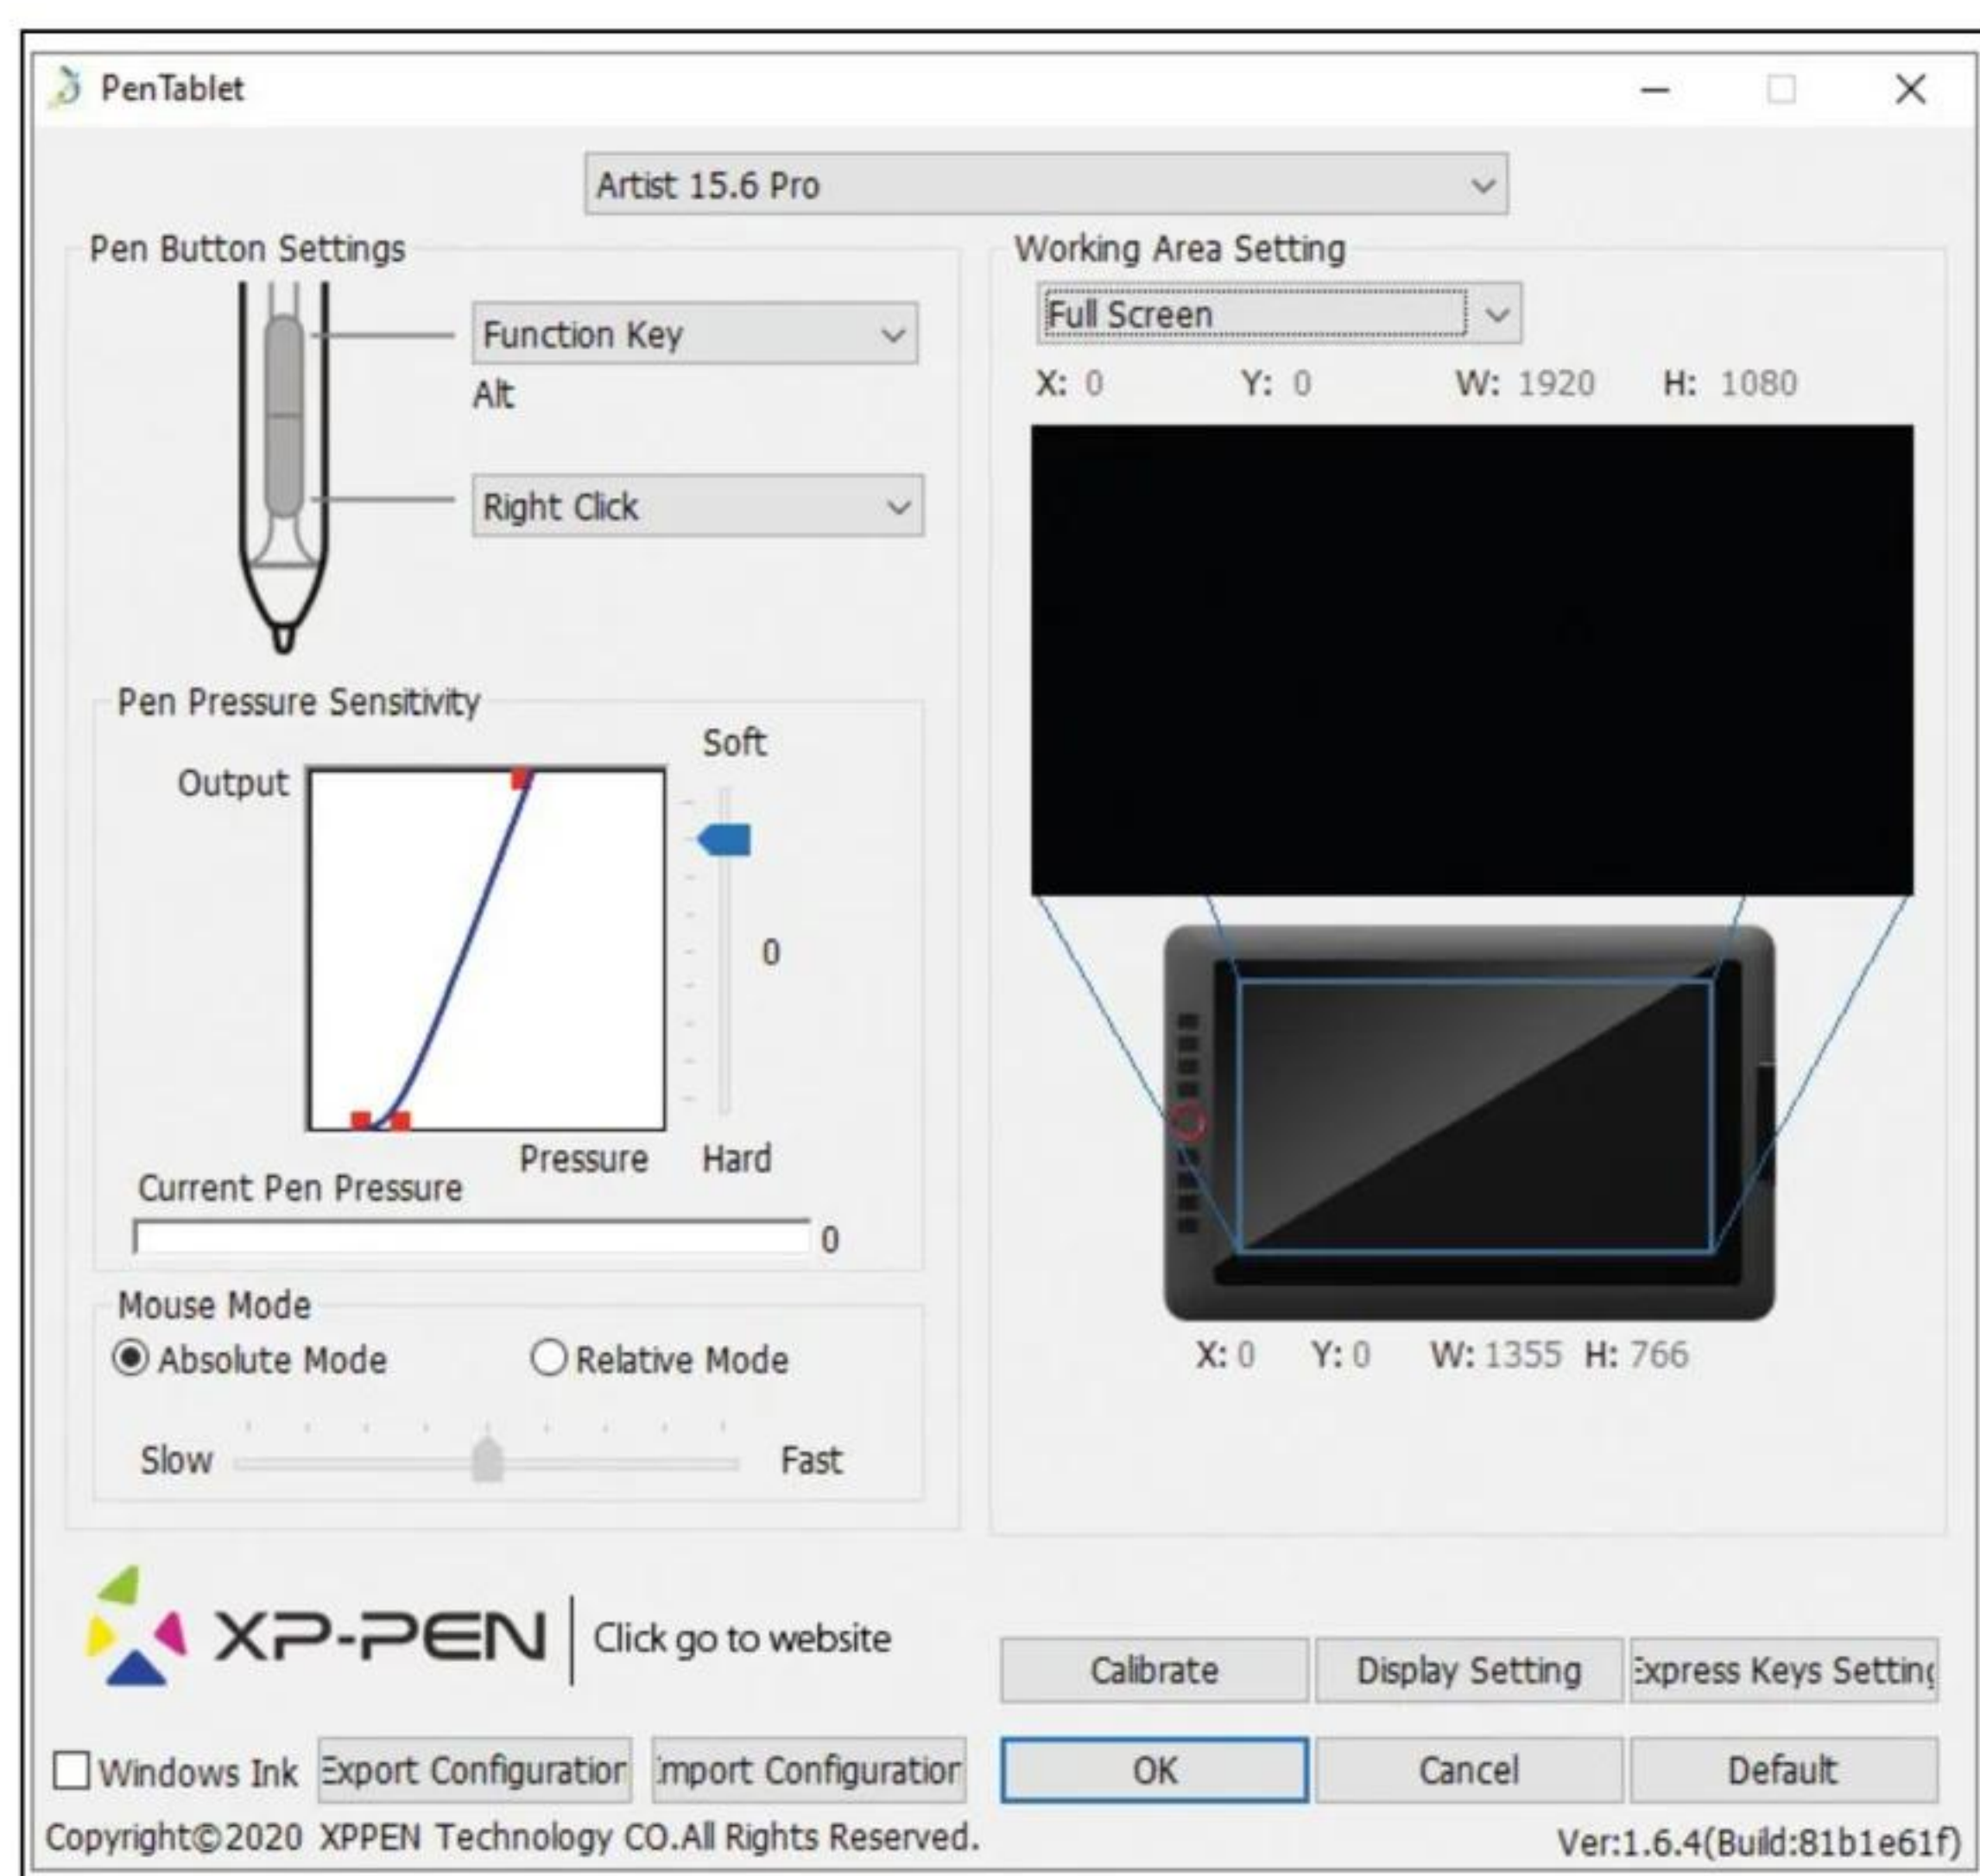 PenTablet
Artist 15.6 Pro
Pen Button Settings
Function Key
Alt
Right Click
Pen Pressure Sensitivity
Soft
Output
0
Pressure
Hard
Current Pen Pressure
0
Mouse Mode
Absolute Mode
Relative Mode
Slow
Fast
Working Area Setting
Full Screen
X: 0 Y: 0 W: 1920 H: 1080
X: 0 Y: 0 W: 1355 H: 766
XP-PEN
Click go to website
Calibrate
Display Setting
Express Keys Setting
Windows Ink
Export Configuration
Import Configuration
OK
Cancel
Default
Copyright©2020 XPPEN Technology CO.All Rights Reserved.
Ver:1.6.4(Build:81b1e61f)